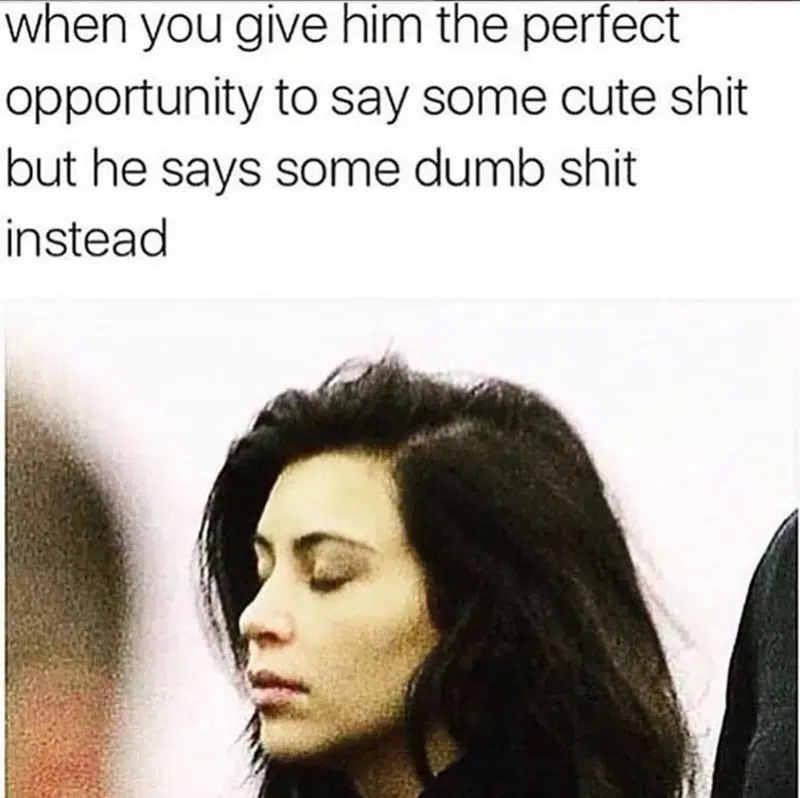 when you give him the perfect
opportunity to say some cute shit
but he says some dumb shit
instead